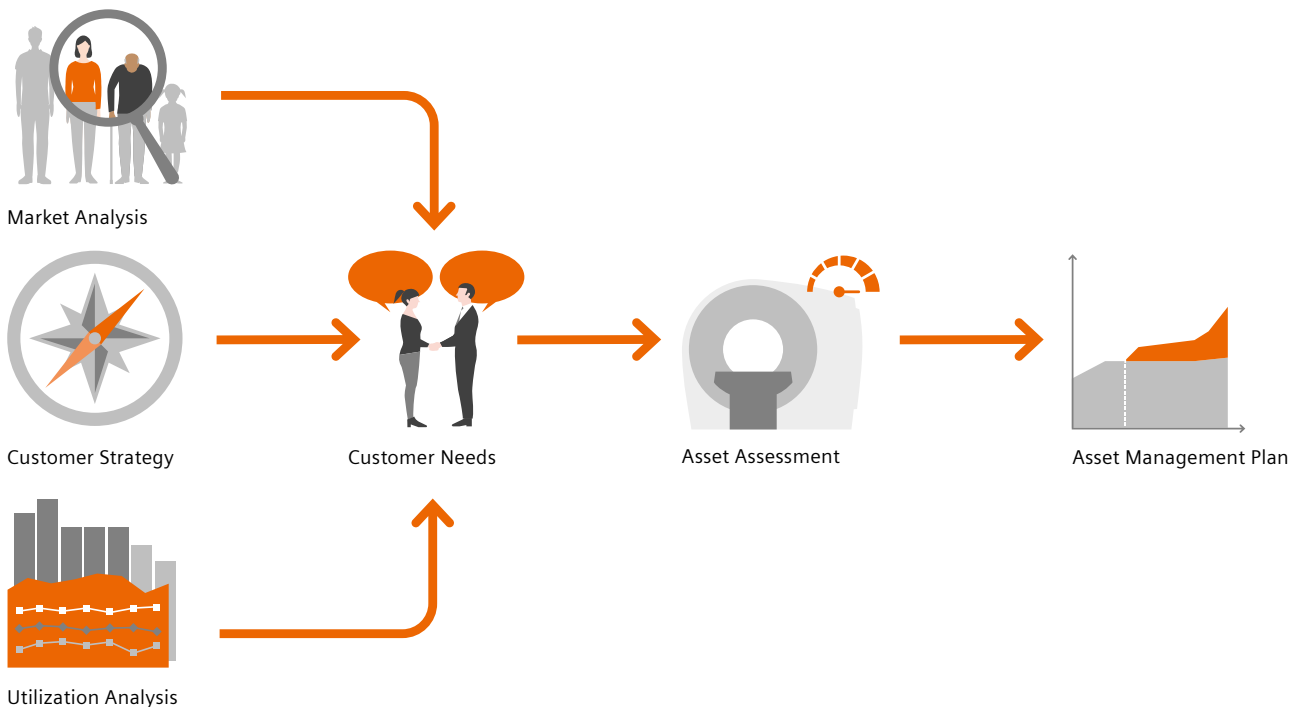 Market Analysis
Customer Strategy
Customer Needs
Asset Assessment
Asset Management Plan
Utilization Analysis